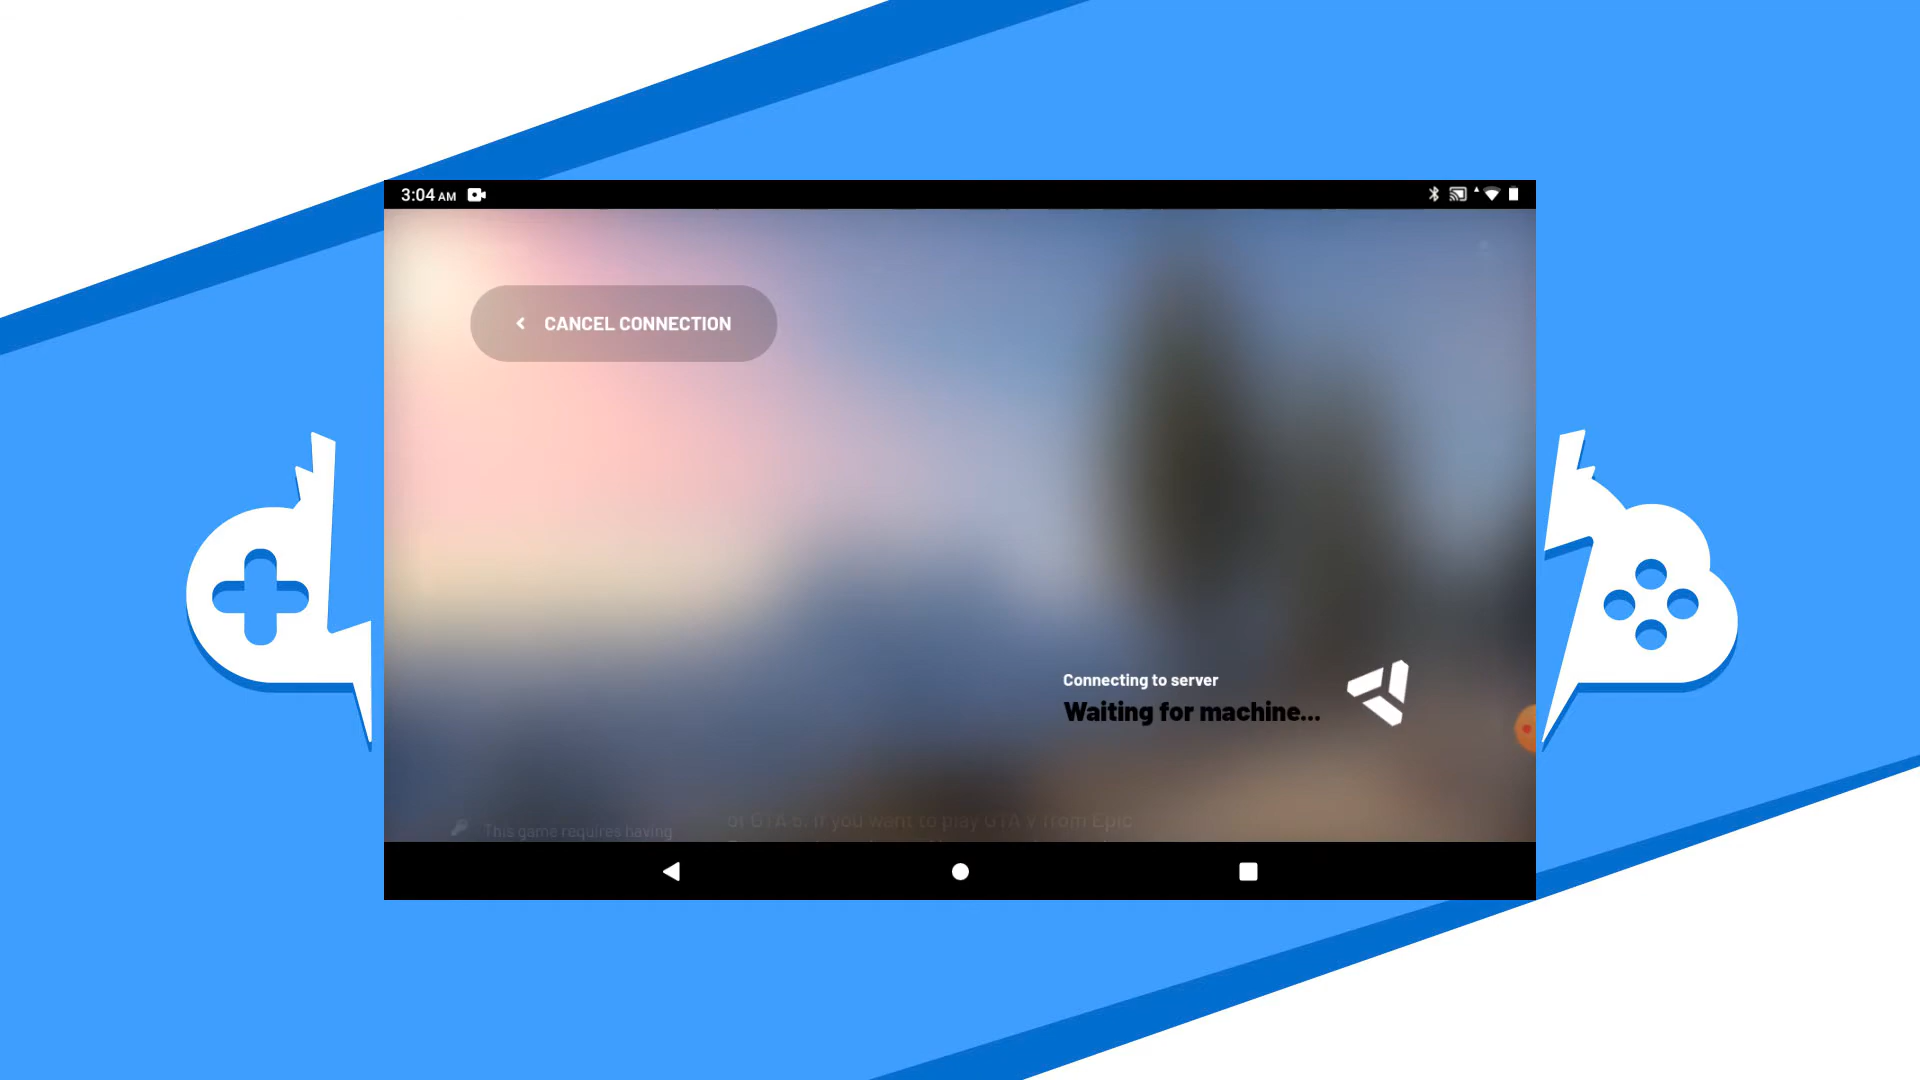 3:04 AM
CANCEL CONNECTION
Connecting to server
Waiting for machine...
of GTA 5. If you want to play GTA V from Epic
This game requires having